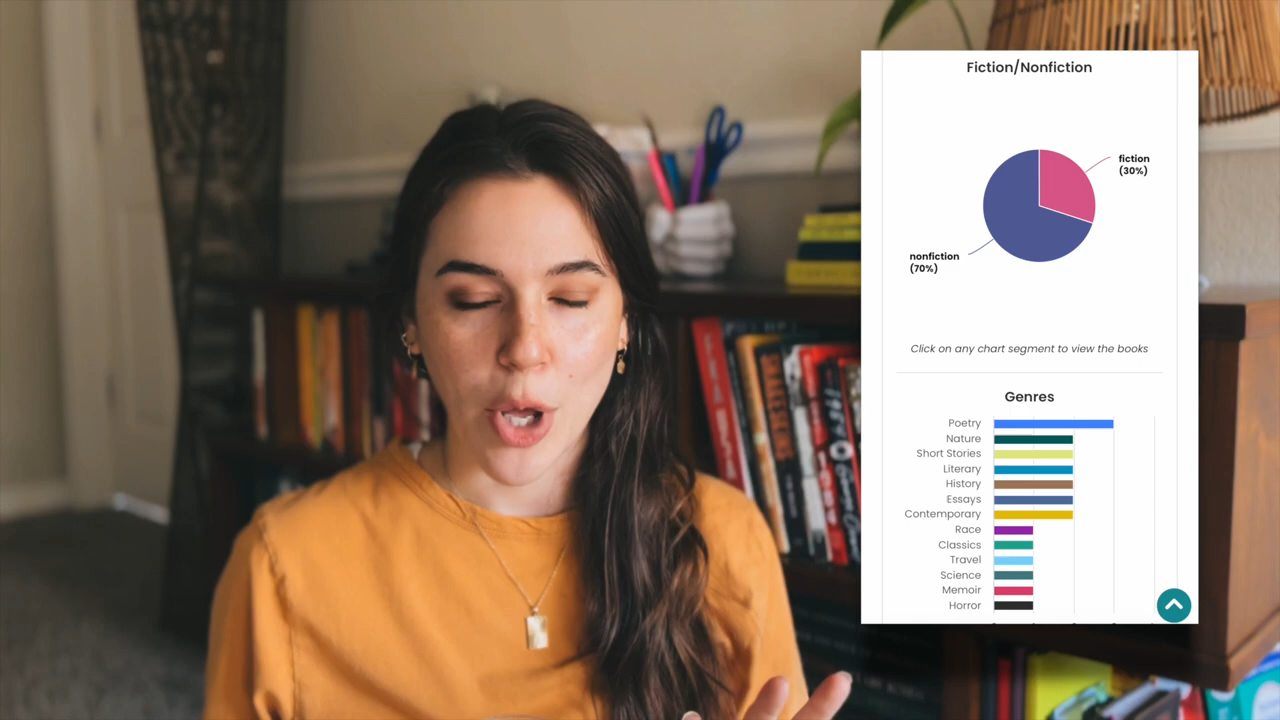 Fiction/Nonfiction
fiction
(30%)
nonfiction
(70%)
Click on any chart segment to view the books
Genres
Poetry
Nature
Short Stories
Literary
History
Essays
Contemporary
Race
Classics
Travel
Science
Memoir
Horror